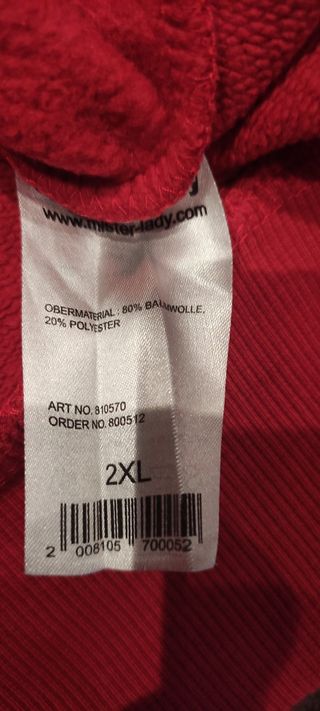 www.mister-lady.com
OBERMATERIAL : 80% BAUMWOLLE,
20% POLYESTER
ART NO. 810570
ORDER NO. 800512
2XL
2 008105 700052